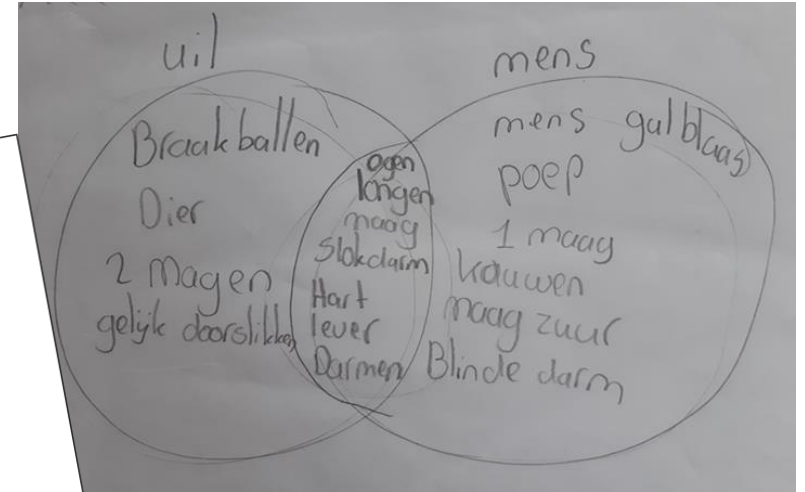 uil
mens
Braakballen
Dier
2 Magen
gelijk doorslikken
ogen
longen
maag
Slokdarm
Hart
lever
Darmen
mens galblaas
poep
1 maag
kauwen
maag zuur
Blinde darm